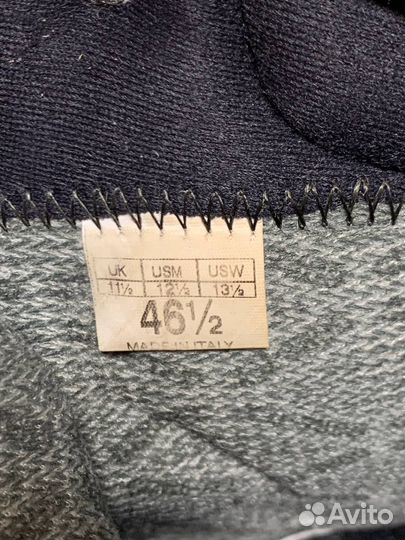 UK USM USW
11½ 12½ 13½
46½
MADE IN ITALY
Avito